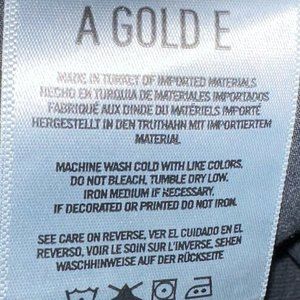 A GOLD E
MADE IN TURKEY OF IMPORTED MATERIALS
HECHO EN TURQUIA DE MATERIALES IMPORTADOS
FABRIQUÉ AUX DINDE DU MATÉRIELS IMPORTÉ
HERGESTELLT IN DEN TRUTHAHN MIT IMPORTIERTEM
MATERIAL
MACHINE WASH COLD WITH LIKE COLORS.
DO NOT BLEACH, TUMBLE DRY LOW.
IRON MEDIUM IF NECESSARY.
IF DECORATED OR PRINTED DO NOT IRON.
SEE CARE ON REVERSE, VER CUIDADO EN EL
REVERSO, VOIR LE SOIN SUR L'INVERSE, SEHEN
WASCHHINWEISE AUF DER RÜCKSEITE